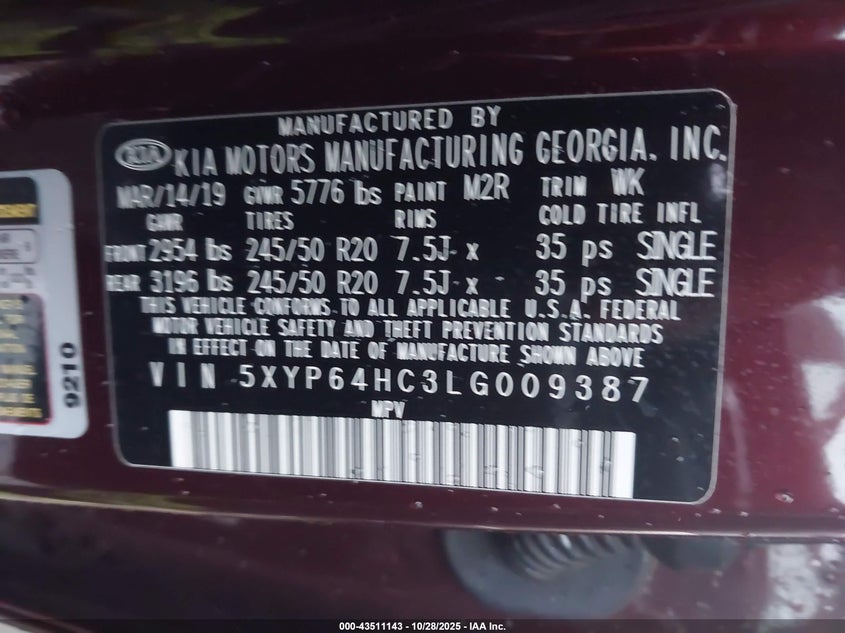 MANUFACTURED BY
KIA KIA MOTORS MANUFACTURING GEORGIA, INC.
MAR/14/19 GVWR 5776 lbs PAINT M2R TRIM WK
GAWR TIRES RIMS COLD TIRE INFL
FRONT 2954 lbs 245/50 R20 7.5J x 35 ps SINGLE
REAR 3196 lbs 245/50 R20 7.5J x 35 ps SINGLE
THIS VEHICLE CONFORMS TO ALL APPLICABLE U.S.A. FEDERAL
MOTOR VEHICLE SAFETY AND THEFT PREVENTION STANDARDS
IN EFFECT ON THE DATE OF MANUFACTURE SHOWN ABOVE
VIN 5XYP64HC3LG009387
MPV
9210
000-43511143 - 10/28/2025 - IAA Inc.